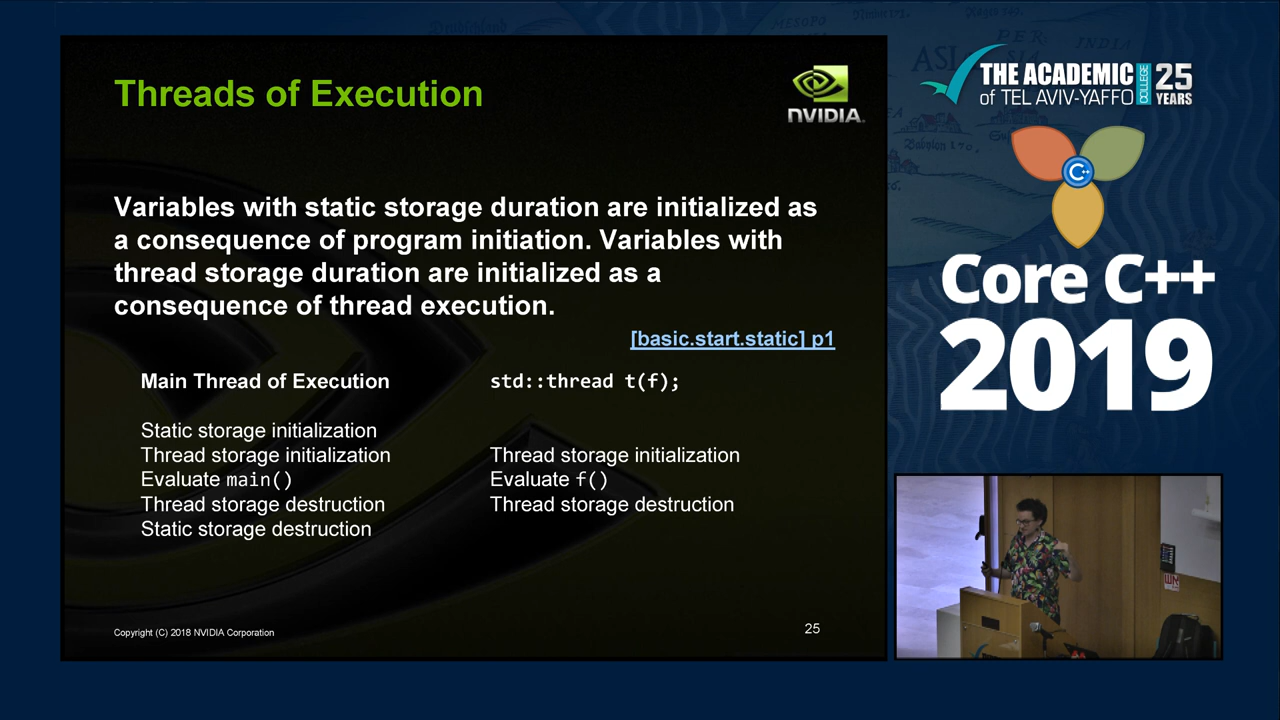 Threads of Execution
NVIDIA.
Variables with static storage duration are initialized as
a consequence of program initiation. Variables with
thread storage duration are initialized as a
consequence of thread execution.
[basic.start.static] p1
Main Thread of Execution
std::thread t(f);
Static storage initialization
Thread storage initialization
Thread storage initialization
Evaluate main()
Evaluate f()
Thread storage destruction
Thread storage destruction
Static storage destruction
Copyright (C) 2018 NVIDIA Corporation
25
THE ACADEMIC
of TEL AVIV-YAFFO
COLLEGE
25
YEARS
C++
Core C++
2019
Deutschland
MESOPO
INDIA